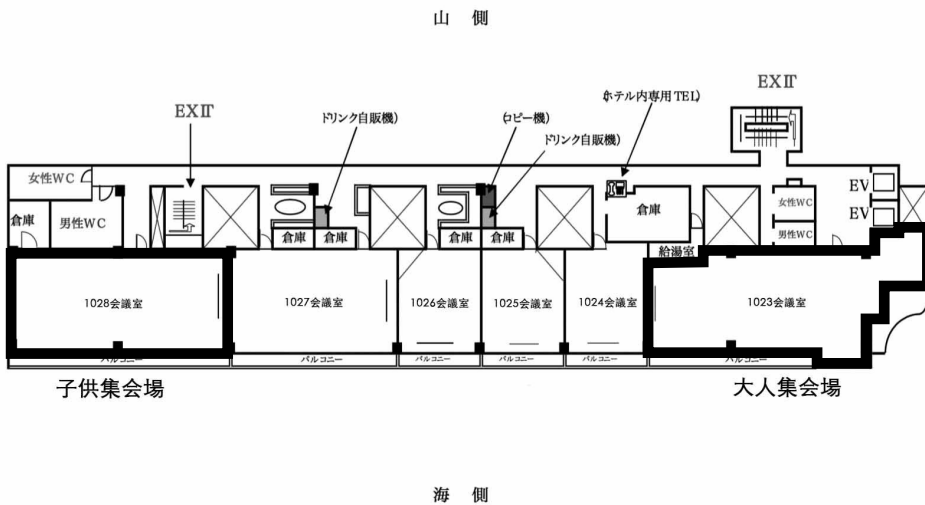 山 側
EXIT
EXIT
ドリンク自販機)
(コピー機)
(ホテル内専用TEL)
ドリンク自販機)
女性WC
倉庫
男性WC
倉庫
倉庫
倉庫
倉庫
倉庫
給湯室
女性WC
男性WC
EV
EV
1028会議室
1027会議室
1026会議室
1025会議室
1024会議室
1023会議室
バルコニー
バルコニー
バルコニー
バルコニー
バルコニー
バルコニー
子供集会場
大人集会場
海 側